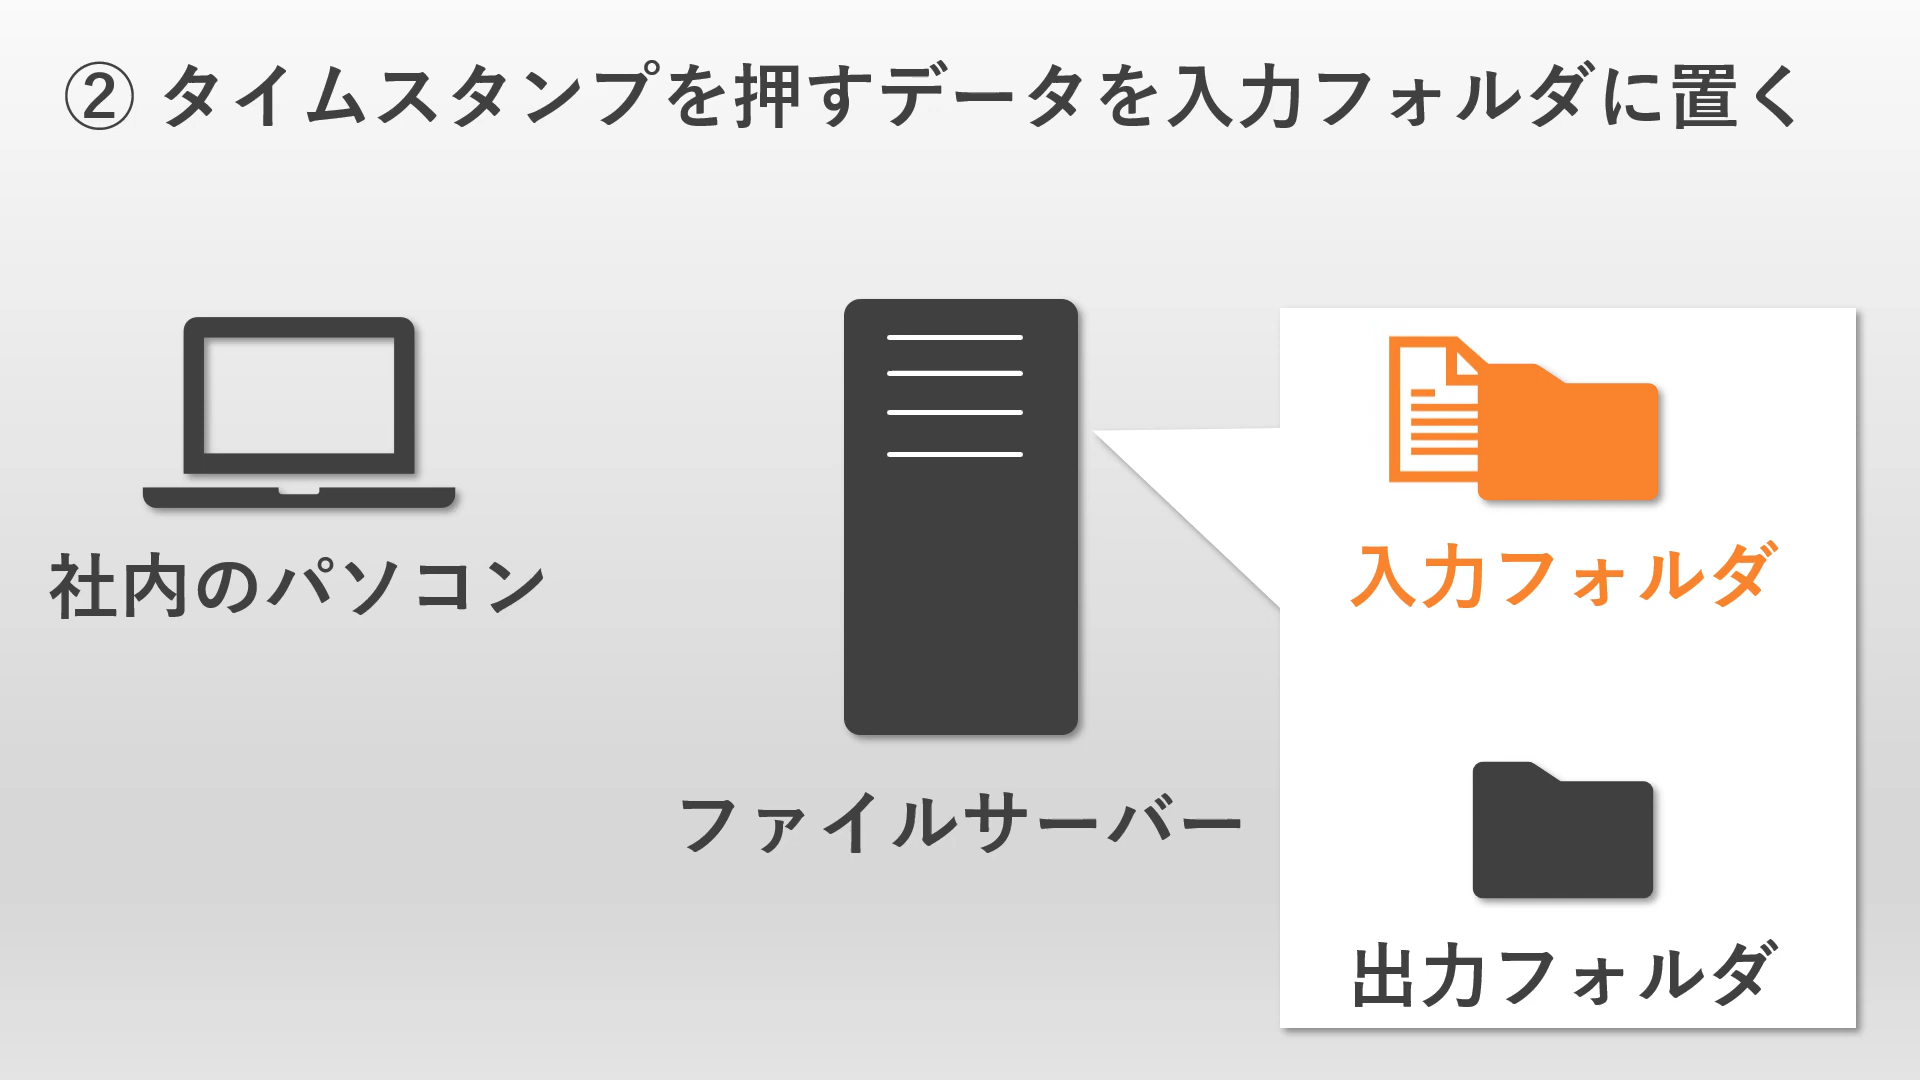 ② タイムスタンプを押すデータを入力フォルダに置く
社内のパソコン
ファイルサーバー
入力フォルダ
出力フォルダ